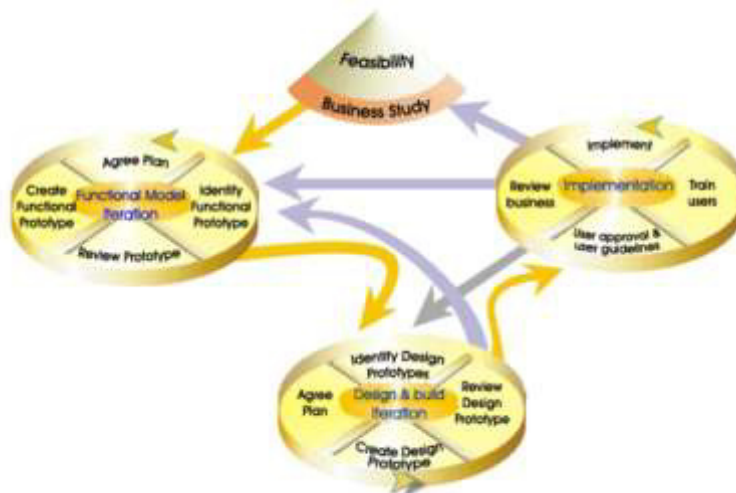 Feasibility
Business Study
Agree Plan
Create
Functional
Prototype
Functional Model
Iteration
Identify
Functional
Prototype
Review Prototype
Implement
Review
business
Implementation
Train
users
User approval &
user guidelines
Identify Design
Prototypes
Agree
Plan
Design & build
iteration
Review
Design
Prototype
Create Design
Prototype